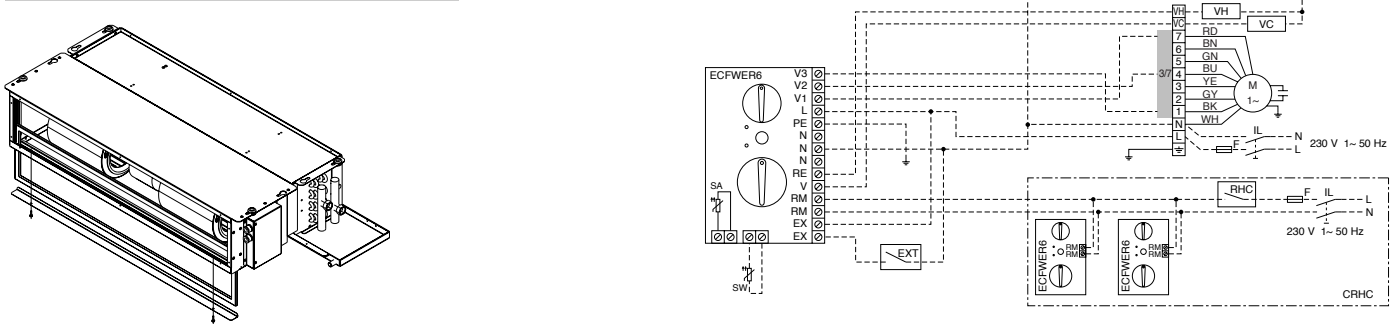 ECFWER6
V3
V2
V1
L
PE
N
N
N
RE
V
RM
RM
EX
EX
SA
SW
EXT
VH
VC
7
6
5
4
3
2
1
N
L
3/7
VH
VC
RD
BN
GN
BU
YE
GY
BK
WH
M
1~
IL
F
N
L
230 V 1~ 50 Hz
RHC
F
IL
L
N
230 V 1~ 50 Hz
ECFWER6
RM
RM
ECFWER6
RM
RM
CRHC